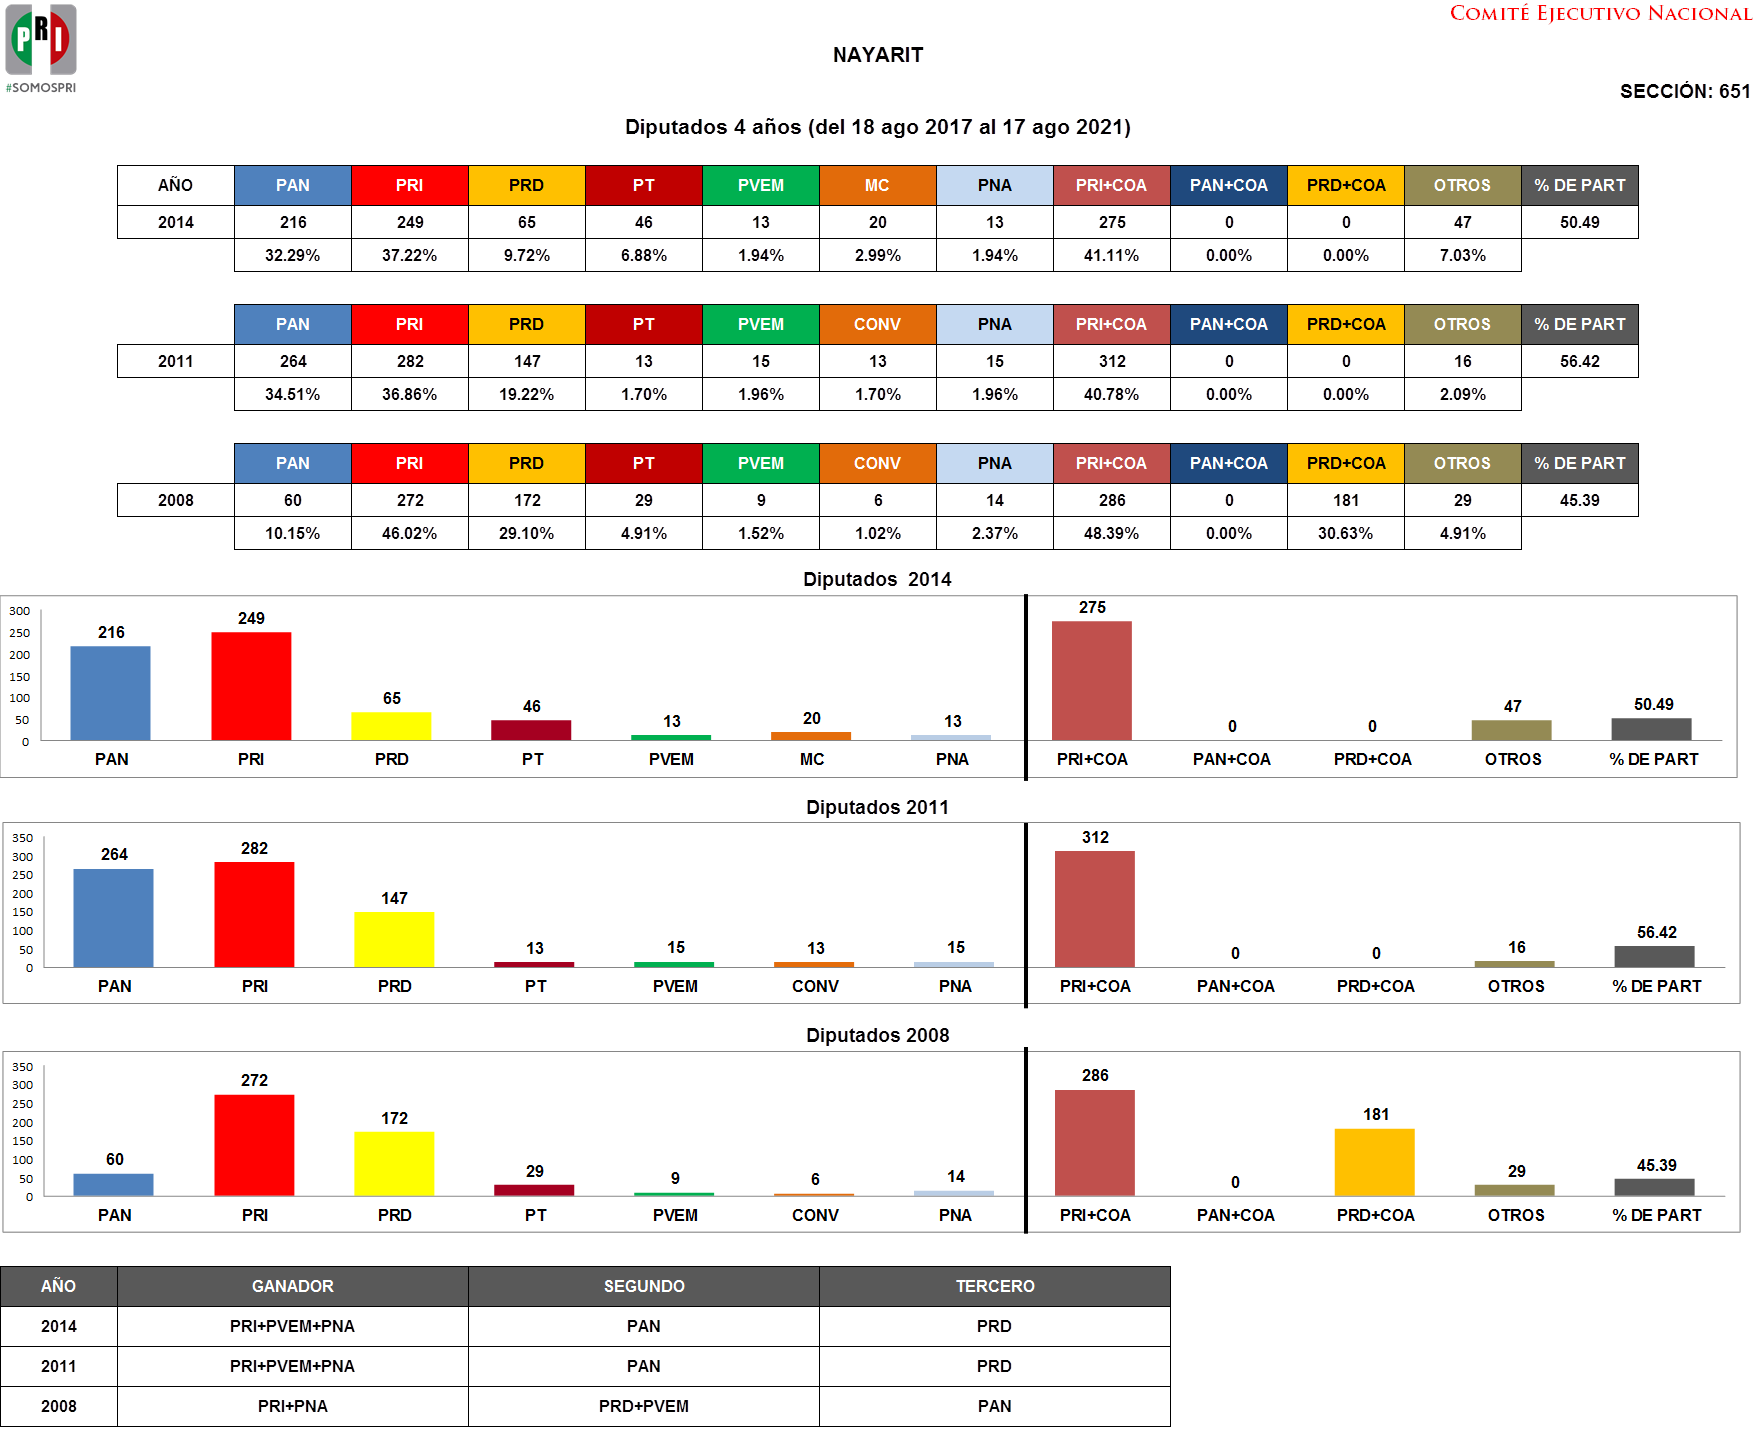 PRI
#SOMOSPRI
COMITÉ EJECUTIVO NACIONAL
NAYARIT
SECCIÓN: 651
Diputados 4 años (del 18 ago 2017 al 17 ago 2021)
AÑO PAN PRI PRD PT PVEM MC PNA PRI+COA PAN+COA PRD+COA OTROS % DE PART
2014 216 249 65 46 13 20 13 275 0 0 47 50.49
32.29% 37.22% 9.72% 6.88% 1.94% 2.99% 1.94% 41.11% 0.00% 0.00% 7.03%
PAN PRI PRD PT PVEM CONV PNA PRI+COA PAN+COA PRD+COA OTROS % DE PART
2011 264 282 147 13 15 13 15 312 0 0 16 56.42
34.51% 36.86% 19.22% 1.70% 1.96% 1.70% 1.96% 40.78% 0.00% 0.00% 2.09%
PAN PRI PRD PT PVEM CONV PNA PRI+COA PAN+COA PRD+COA OTROS % DE PART
2008 60 272 172 29 9 6 14 286 0 181 29 45.39
10.15% 46.02% 29.10% 4.91% 1.52% 1.02% 2.37% 48.39% 0.00% 30.63% 4.91%
Diputados 2014
300
250
200
150
100
50
0
216 249 65 46 13 20 13 275 0 0 47 50.49
PAN PRI PRD PT PVEM MC PNA PRI+COA PAN+COA PRD+COA OTROS % DE PART
Diputados 2011
350
300
250
200
150
100
50
0
264 282 147 13 15 13 15 312 0 0 16 56.42
PAN PRI PRD PT PVEM CONV PNA PRI+COA PAN+COA PRD+COA OTROS % DE PART
Diputados 2008
350
300
250
200
150
100
50
0
60 272 172 29 9 6 14 286 0 181 29 45.39
PAN PRI PRD PT PVEM CONV PNA PRI+COA PAN+COA PRD+COA OTROS % DE PART
AÑO GANADOR SEGUNDO TERCERO
2014 PRI+PVEM+PNA PAN PRD
2011 PRI+PVEM+PNA PAN PRD
2008 PRI+PNA PRD+PVEM PAN